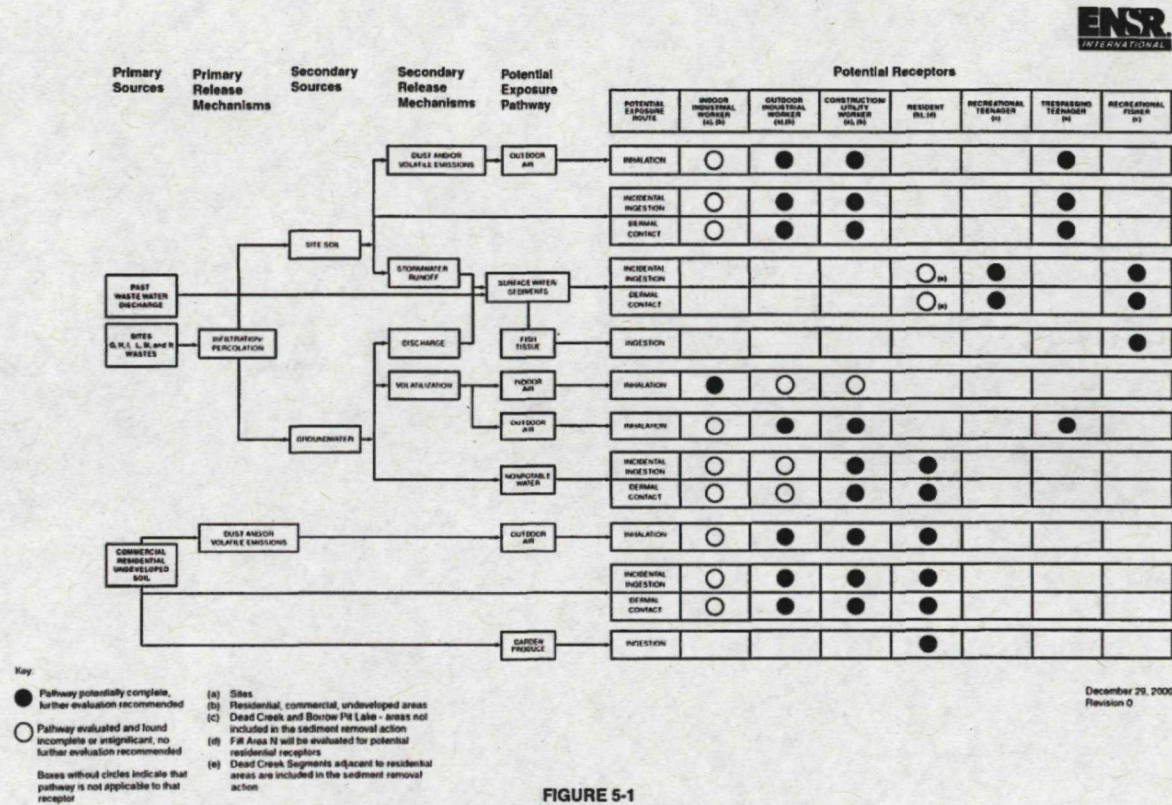 ENSR.
INTERNATIONAL
Primary
Sources
Primary
Release
Mechanisms
Secondary
Sources
Secondary
Release
Mechanisms
Potential
Exposure
Pathway
Potential Receptors
POTENTIAL
EXPOSURE
ROUTE
INDOOR
INDUSTRIAL
WORKER
(a), (b)
OUTDOOR
INDUSTRIAL
WORKER
(a), (b)
CONSTRUCTION/
UTILITY
WORKER
(a), (b)
RESIDENT
(b), (d)
RECREATIONAL
TEENAGER
(c)
TRESPASSING
TEENAGER
(a)
RECREATIONAL
FISHER
(c)
DUST AND/OR
VOLATILE EMISSIONS
OUTDOOR
AIR
INHALATION
INCIDENTAL
INGESTION
DERMAL
CONTACT
SITE SOIL
STORMWATER
RUNOFF
SURFACE WATER/
SEDIMENTS
INCIDENTAL
INGESTION
(e)
DERMAL
CONTACT
(e)
PAST
WASTE WATER
DISCHARGE
SITES
G, H, I, L, M, and N
WASTES
INFILTRATION/
PERCOLATION
DISCHARGE
FISH
TISSUE
INGESTION
VOLATILIZATION
INDOOR
AIR
INHALATION
GROUNDWATER
OUTDOOR
AIR
INHALATION
NONPOTABLE
WATER
INCIDENTAL
INGESTION
DERMAL
CONTACT
COMMERCIAL
RESIDENTIAL
UNDEVELOPED
SOIL
DUST AND/OR
VOLATILE EMISSIONS
OUTDOOR
AIR
INHALATION
INCIDENTAL
INGESTION
DERMAL
CONTACT
GARDEN
PRODUCE
INGESTION
Key
Pathway potentially complete,
further evaluation recommended
Pathway evaluated and found
incomplete or insignificant, no
further evaluation recommended
Boxes without circles indicate that
pathway is not applicable to that
receptor
(a) Sites
(b) Residential, commercial, undeveloped areas
(c) Dead Creek and Borrow Pit Lake - areas not
included in the sediment removal action
(d) Fill Area N will be evaluated for potential
residential receptors
(e) Dead Creek Segments adjacent to residential
areas are included in the sediment removal
action
December 29, 2000
Revision 0
FIGURE 5-1